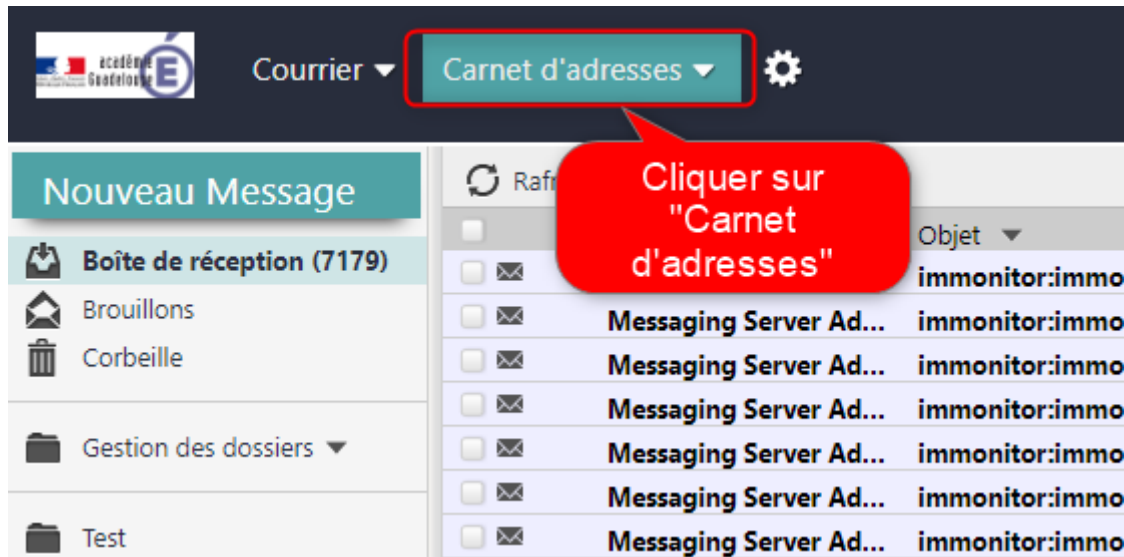 académie
Guadeloupe
Courrier
Carnet d'adresses
Cliquer sur
"Carnet
d'adresses"
Nouveau Message
Boîte de réception (7179)
Brouillons
Corbeille
Gestion des dossiers
Test
Rafr
Objet
immonitor:immo
Messaging Server Ad... immonitor:immo
Messaging Server Ad... immonitor:immo
Messaging Server Ad... immonitor:immo
Messaging Server Ad... immonitor:immo
Messaging Server Ad... immonitor:immo
Messaging Server Ad... immonitor:immo